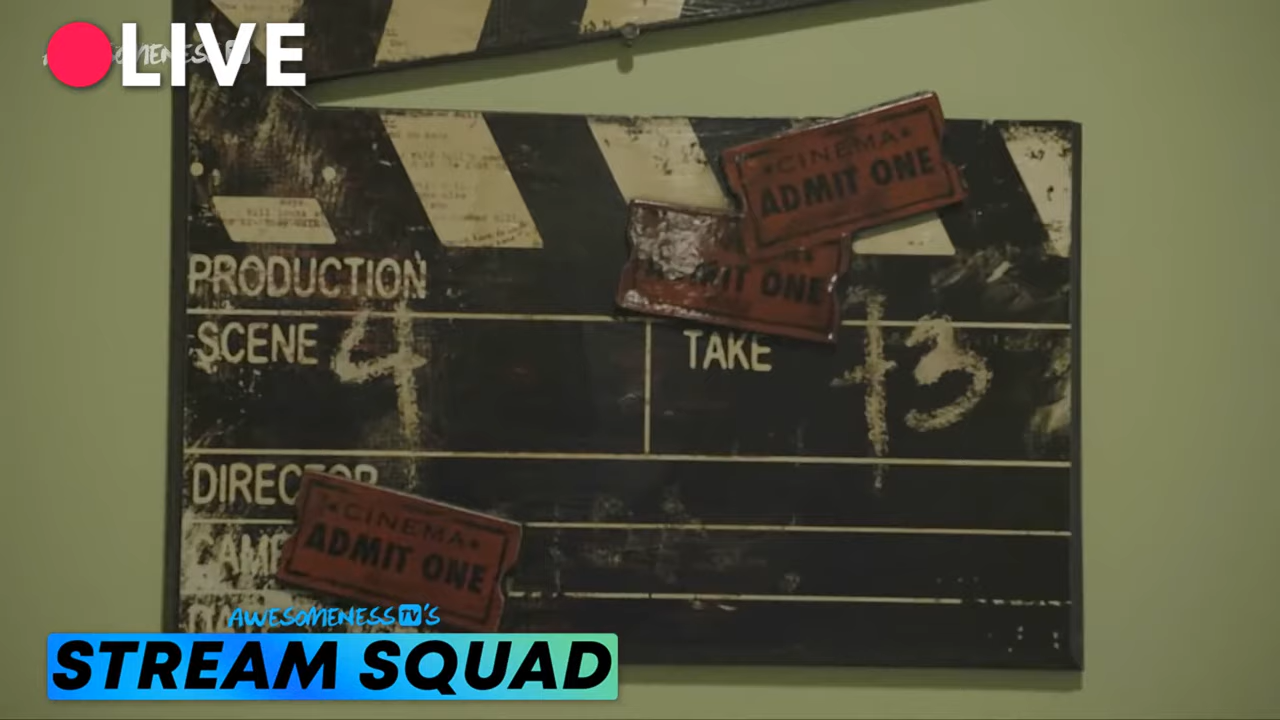 LIVE
CINEMA
ADMIT ONE
ADMIT ONE
PRODUCTION
SCENE 4
TAKE 13
DIRECTOR
CINEMA
ADMIT ONE
AWESOMENESS TV'S
STREAM SQUAD